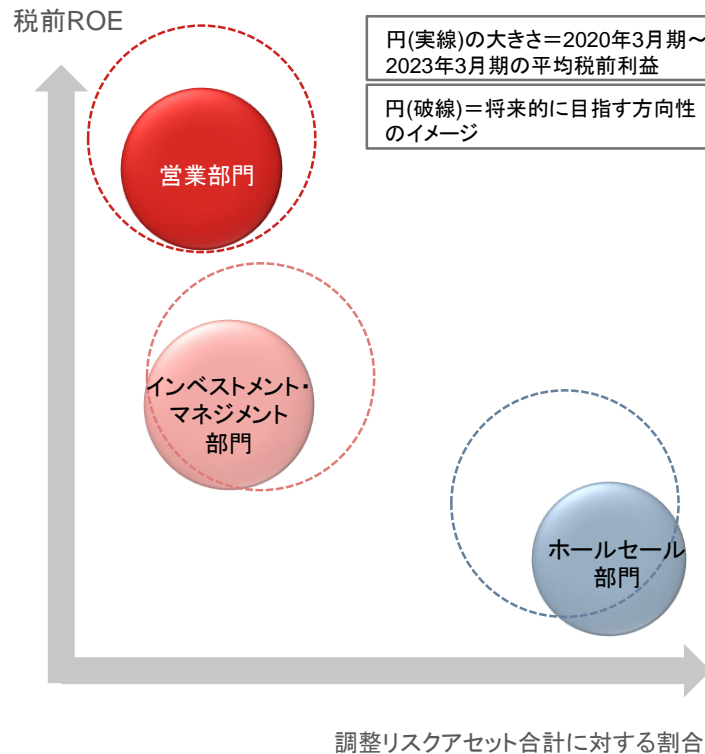 税前ROE
円(実線)の大きさ＝2020年3月期～
2023年3月期の平均税前利益
円(破線)＝将来的に目指す方向性
のイメージ
営業部門
インベストメント・
マネジメント
部門
ホールセール
部門
調整リスクアセット合計に対する割合